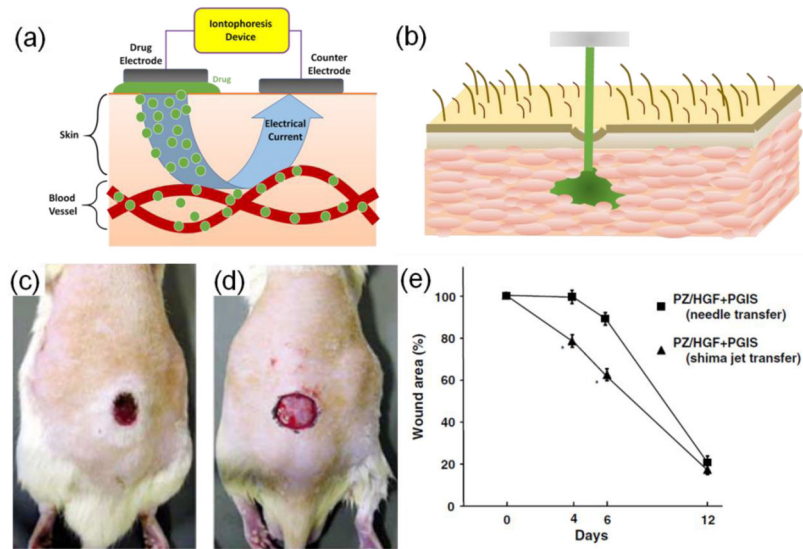 (a)
Iontophoresis
Device
Drug
Electrode
Counter
Electrode
Drug
Skin
Electrical
Current
Blood
Vessel
(b)
(c)
(d)
(e)
Wound area (%)
100
80
60
40
20
0
0
4
6
12
Days
PZ/HGF+PGIS
(needle transfer)
PZ/HGF+PGIS
(shima jet transfer)
*
*